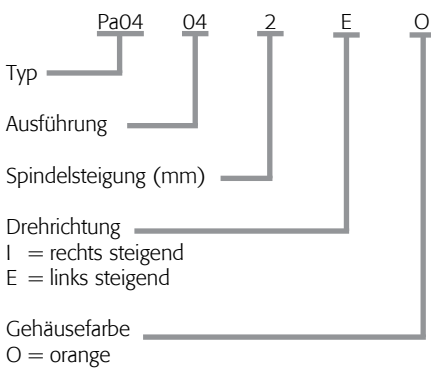 Pa04 04 2 E O
Typ
Ausführung
Spindelsteigung (mm)
Drehrichtung
I = rechts steigend
E = links steigend
Gehäusefarbe
O = orange